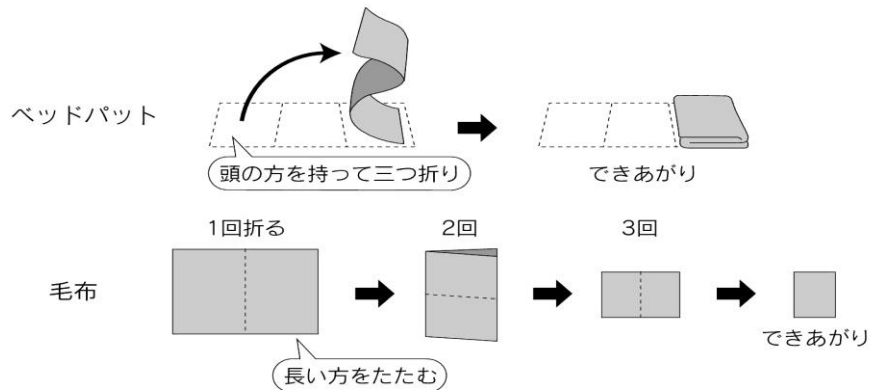 ベッドパット
頭の方を持って三つ折り
できあがり
1回折る
2回
3回
毛布
できあがり
長い方をたたむ